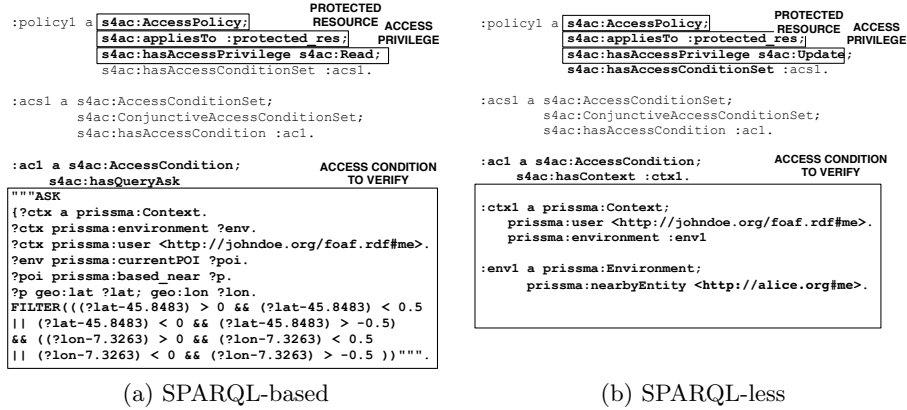 PROTECTED
RESOURCE
ACCESS
PRIVILEGE
:policy1 a s4ac:AccessPolicy;
s4ac:appliesTo :protected_res;
s4ac:hasAccessPrivilege s4ac:Read;
s4ac:hasAccessConditionSet :acs1.
:acs1 a s4ac:AccessConditionSet;
s4ac:ConjunctiveAccessConditionSet;
s4ac:hasAccessCondition :ac1.
:ac1 a s4ac:AccessCondition;
s4ac:hasQueryAsk
ACCESS CONDITION
TO VERIFY
"""ASK
{?ctx a prissma:Context.
?ctx prissma:environment ?env.
?ctx prissma:user <http://johndoe.org/foaf.rdf#me>.
?env prissma:currentPOI ?poi.
?poi prissma:based_near ?p.
?p geo:lat ?lat; geo:lon ?lon.
FILTER(((?lat-45.8483) > 0 && (?lat-45.8483) < 0.5
|| (?lat-45.8483) < 0 && (?lat-45.8483) > -0.5)
&& ((?lon-7.3263) > 0 && (?lon-7.3263) < 0.5
|| (?lon-7.3263) < 0 && (?lon-7.3263) > -0.5 ))""".
(a) SPARQL-based
PROTECTED
RESOURCE
ACCESS
PRIVILEGE
:policy1 a s4ac:AccessPolicy;
s4ac:appliesTo :protected_res;
s4ac:hasAccessPrivilege s4ac:Update;
s4ac:hasAccessConditionSet :acs1.
:acs1 a s4ac:AccessConditionSet;
s4ac:ConjunctiveAccessConditionSet;
s4ac:hasAccessCondition :ac1.
:ac1 a s4ac:AccessCondition;
s4ac:hasContext :ctx1.
ACCESS CONDITION
TO VERIFY
:ctx1 a prissma:Context;
prissma:user <http://johndoe.org/foaf.rdf#me>.
prissma:environment :env1
:env1 a prissma:Environment;
prissma:nearbyEntity <http://alice.org#me>.
(b) SPARQL-less